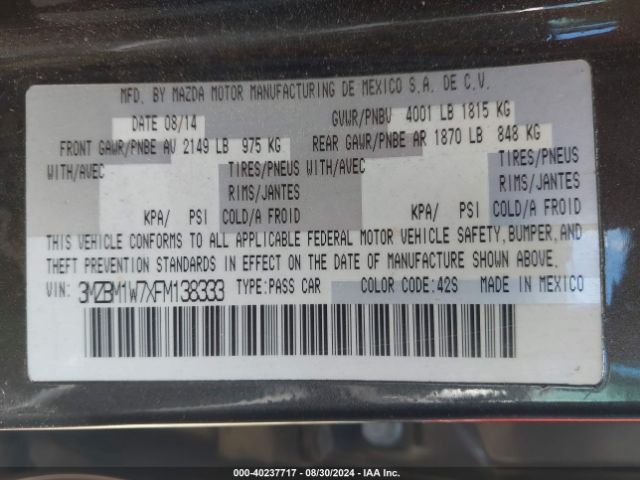 MFD. BY MAZDA MOTOR MANUFACTURING DE MEXICO S.A. DE C.V.
DATE 08/14 GVWR/PNBV 4001 LB 1815 KG
FRONT GAWR/PNBE AV 2149 LB 975 KG REAR GAWR/PNBE AR 1870 LB 848 KG
WITH/AVEC TIRES/PNEUS WITH/AVEC TIRES/PNEUS
RIMS/JANTES RIMS/JANTES
KPA/ PSI COLD/A FROID KPA/ PSI COLD/A FROID
THIS VEHICLE CONFORMS TO ALL APPLICABLE FEDERAL MOTOR VEHICLE SAFETY, BUMPER, AND
THEFT PREVENTION STANDARDS IN EFFECT ON THE DATE OF MANUFACTURE SHOWN ABOVE.
VIN: 3MZBM1W7XFM138333 TYPE:PASS CAR COLOR CODE:42S MADE IN MEXICO
000-40237717 - 08/30/2024 - IAA Inc.